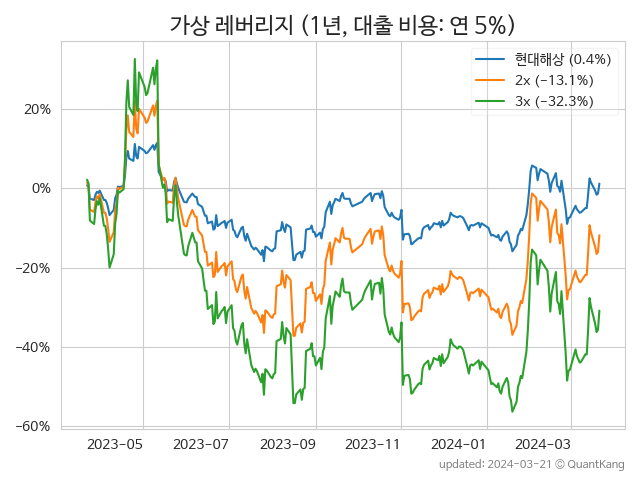 가상 레버리지 (1년, 대출 비용: 연 5%)
현대해상 (0.4%)
2x (−13.1%)
3x (−32.3%)
20%
0%
−20%
−40%
−60%
2023-05 2023-07 2023-09 2023-11 2024-01 2024-03
updated: 2024-03-21 © QuantKang